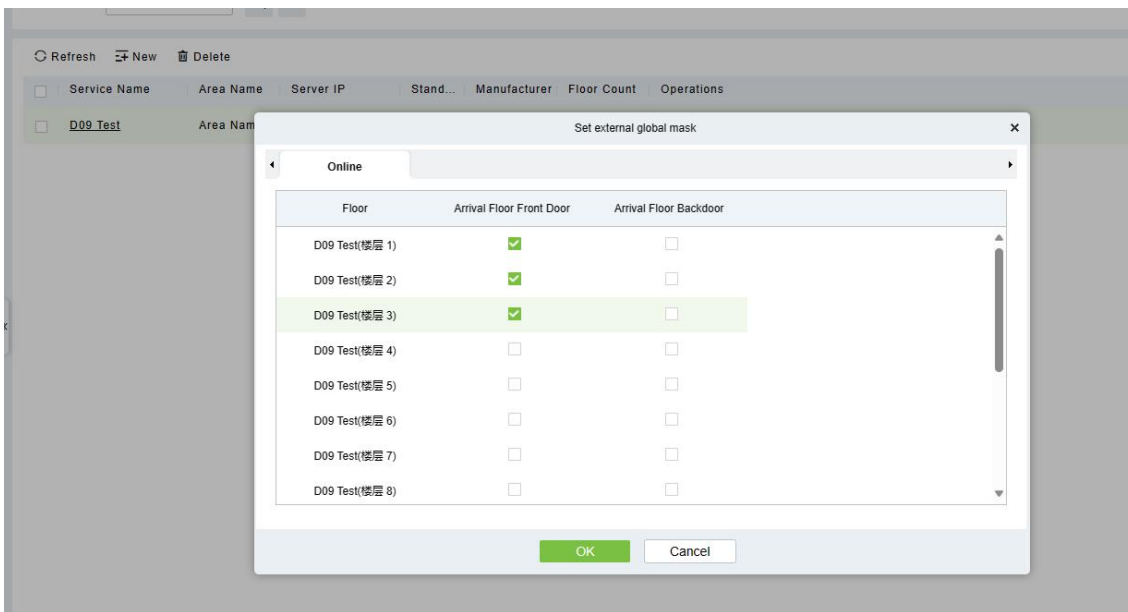 Refresh New Delete
Service Name Area Name Server IP Stand... Manufacturer Floor Count Operations
D09 Test Area Nam
Set external global mask
Online
Floor Arrival Floor Front Door Arrival Floor Backdoor
D09 Test(楼层 1)
D09 Test(楼层 2)
D09 Test(楼层 3)
D09 Test(楼层 4)
D09 Test(楼层 5)
D09 Test(楼层 6)
D09 Test(楼层 7)
D09 Test(楼层 8)
OK Cancel